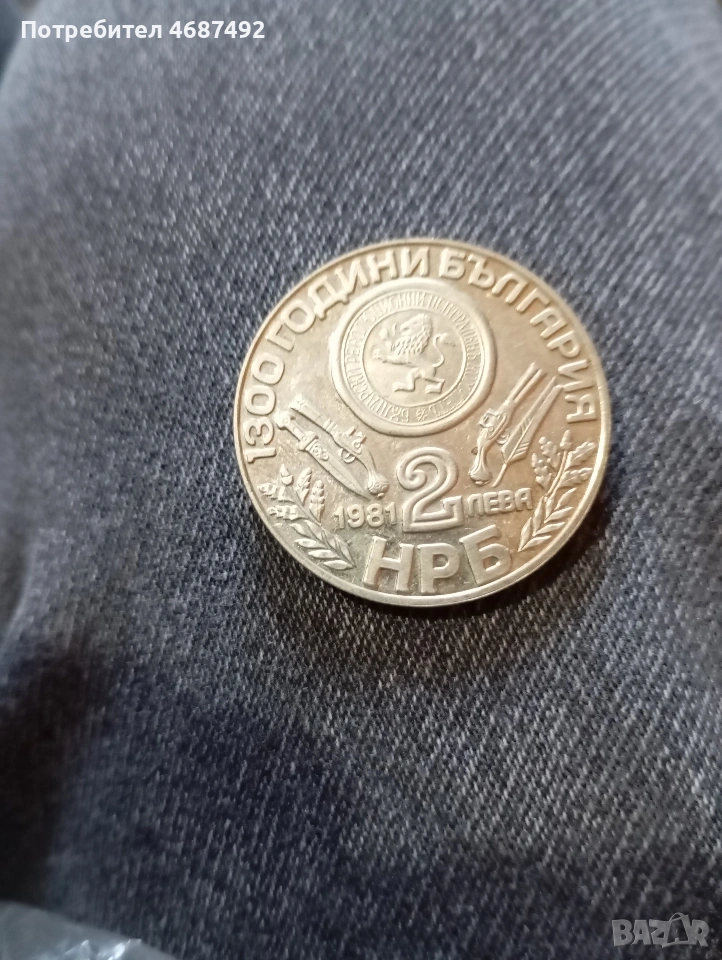 Потребител 4687492
1300 ГОДИНИ БЪЛГАРИЯ
1981 2 ЛЕВА
НРБ
BAZAR